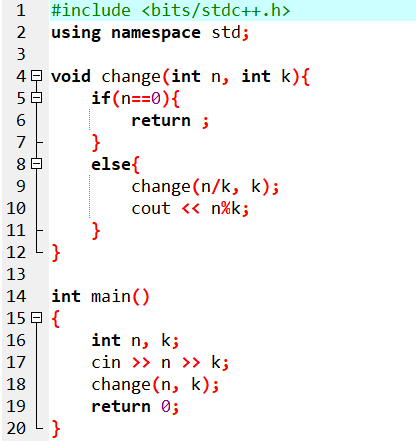 1 #include <bits/stdc++.h>
2 using namespace std;
3
4 void change(int n, int k){
5 if(n==0){
6 return ;
7 }
8 else{
9 change(n/k, k);
10 cout << n%k;
11 }
12 }
13
14 int main()
15 {
16 int n, k;
17 cin >> n >> k;
18 change(n, k);
19 return 0;
20 }